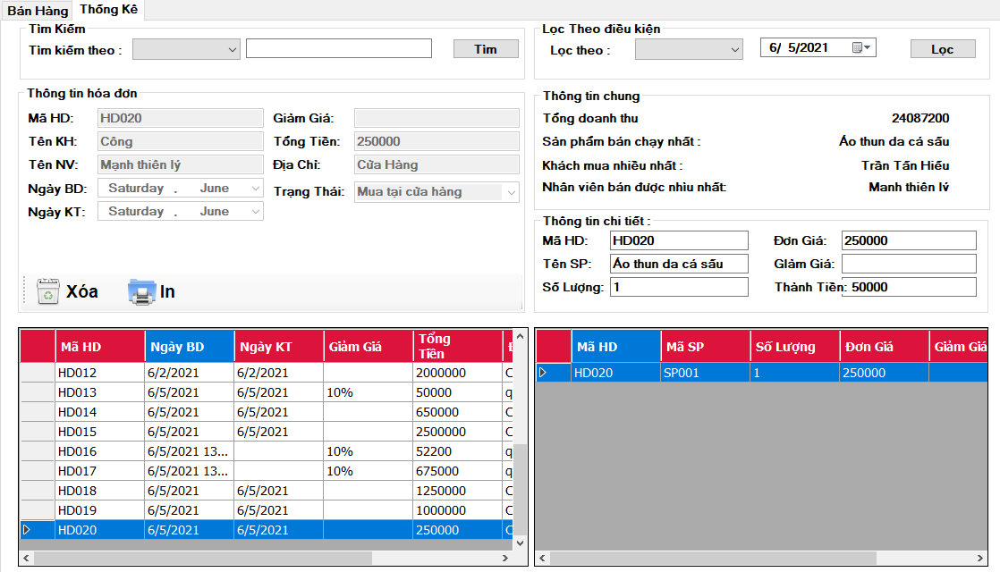 Bán Hàng Thống Kê
Tìm Kiếm
Tìm kiếm theo : Tìm
Lọc Theo điều kiện
Lọc theo : 6/ 5/2021 Lọc
Thông tin hóa đơn
Mã HD: HD020 Giảm Giá:
Tên KH: Công Tổng Tiền: 250000
Tên NV: Mạnh thiên lý Địa Chỉ: Cửa Hàng
Ngày BD: Saturday . June Trạng Thái: Mua tại cửa hàng
Ngày KT: Saturday . June
Xóa In
Thông tin chung
Tổng doanh thu 24087200
Sản phẩm bán chạy nhất : Áo thun da cá sấu
Khách mua nhiều nhất : Trần Tấn Hiếu
Nhân viên bán được nhìu nhất: Manh thiên lý
Thông tin chi tiết :
Mã HD: HD020 Đơn Giá: 250000
Tên SP: Áo thun da cá sấu Giảm Giá:
Số Lượng: 1 Thành Tiền: 50000
Mã HD Ngày BD Ngày KT Giảm Giá Tổng Tiền
HD012 6/2/2021 6/2/2021 2000000 C
HD013 6/5/2021 6/5/2021 10% 50000 q
HD014 6/5/2021 6/5/2021 650000 C
HD015 6/5/2021 6/5/2021 2500000 C
HD016 6/5/2021 13... 10% 52200 q
HD017 6/5/2021 13... 10% 675000 q
HD018 6/5/2021 6/5/2021 1250000 C
HD019 6/5/2021 6/5/2021 1000000 C
HD020 6/5/2021 6/5/2021 250000 C
Mã HD Mã SP Số Lượng Đơn Giá Giảm Giá
HD020 SP001 1 250000